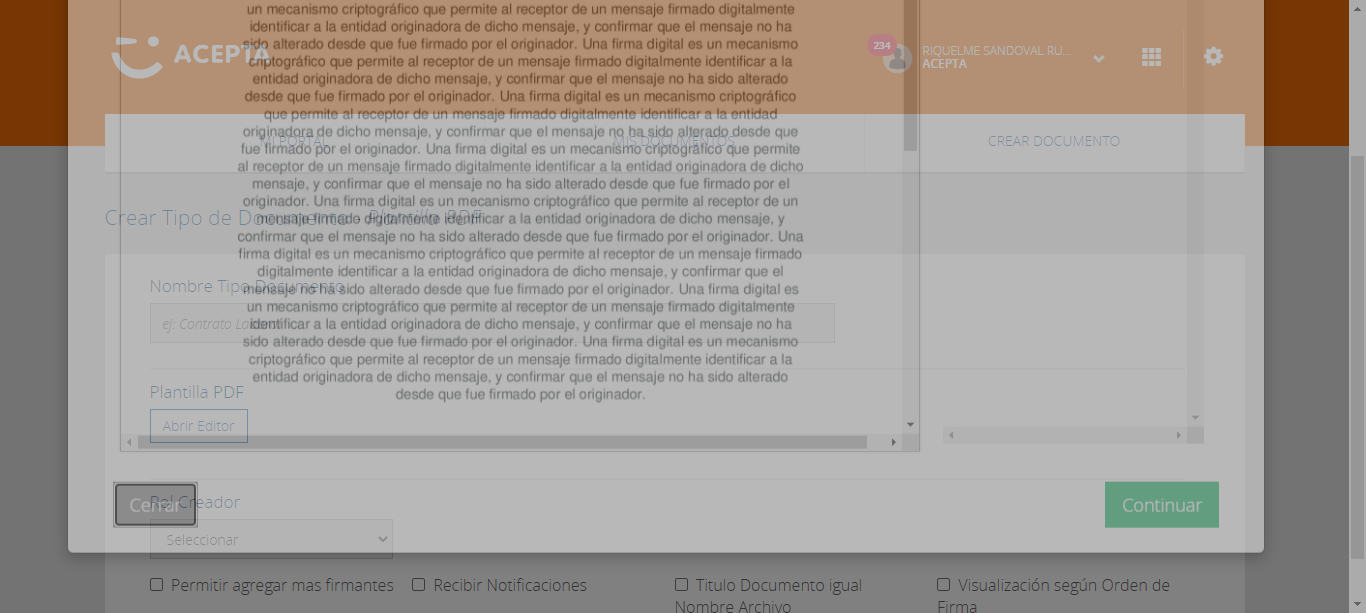 un mecanismo criptográfico que permite al receptor de un mensaje firmado digitalmente
identificar a la entidad originadora de dicho mensaje, y confirmar que el mensaje no ha
sido alterado desde que fue firmado por el originador. Una firma digital es un mecanismo
criptográfico que permite al receptor de un mensaje firmado digitalmente identificar a la
entidad originadora de dicho mensaje, y confirmar que el mensaje no ha sido alterado
desde que fue firmado por el originador. Una firma digital es un mecanismo criptográfico
que permite al receptor de un mensaje firmado digitalmente identificar a la entidad
originadora de dicho mensaje, y confirmar que el mensaje no ha sido alterado desde que
fue firmado por el originador. Una firma digital es un mecanismo criptográfico que permite
al receptor de un mensaje firmado digitalmente identificar a la entidad originadora de dicho
mensaje, y confirmar que el mensaje no ha sido alterado desde que fue firmado por el
originador. Una firma digital es un mecanismo criptográfico que permite al receptor de un
mensaje firmado digitalmente identificar a la entidad originadora de dicho mensaje, y
confirmar que el mensaje no ha sido alterado desde que fue firmado por el originador. Una
firma digital es un mecanismo criptográfico que permite al receptor de un mensaje firmado
digitalmente identificar a la entidad originadora de dicho mensaje, y confirmar que el
mensaje no ha sido alterado desde que fue firmado por el originador. Una firma digital es
un mecanismo criptográfico que permite al receptor de un mensaje firmado digitalmente
identificar a la entidad originadora de dicho mensaje, y confirmar que el mensaje no ha
sido alterado desde que fue firmado por el originador. Una firma digital es un mecanismo
criptográfico que permite al receptor de un mensaje firmado digitalmente identificar a la
entidad originadora de dicho mensaje, y confirmar que el mensaje no ha sido alterado
desde que fue firmado por el originador.
ACEPTA
234
RIQUELME SANDOVAL RU...
ACEPTA
MI PORTAL
MIS DOCUMENTOS
CREAR DOCUMENTO
Crear Tipo de Documento - Plantilla PDF
Nombre Tipo Documento
ej: Contrato Laboral
Plantilla PDF
Abrir Editor
Cerrar
Continuar
Rol Creador
Seleccionar
Permitir agregar mas firmantes
Recibir Notificaciones
Titulo Documento igual
Nombre Archivo
Visualización según Orden de
Firma